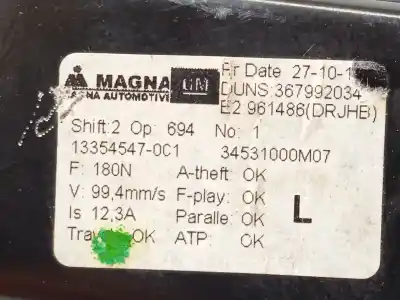 MAGNA
GM
Date 27-10-1
DUNS 367992034
E2 961486(DRJHB)
Shift:2 Op: 694 No: 1
13354547-0C1 34531000M07
F: 180N A-theft: OK
V: 99,4mm/s F-play: OK
Is 12,3A Paralle: OK
OK ATP: OK
L